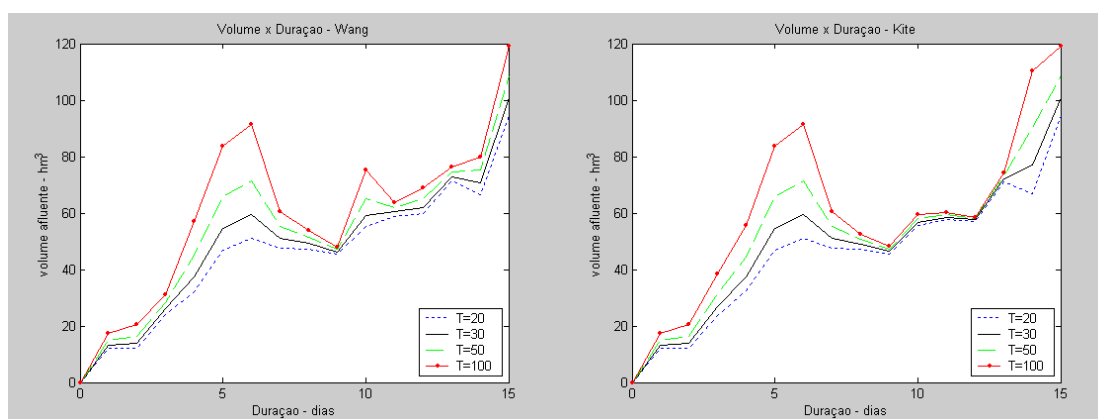 Volume x Duraçao - Wang
120
100
80
60
40
20
0
volume afluente - hm³
0 5 10 15
Duraçao - dias
T=20
T=30
T=50
T=100
Volume x Duraçao - Kite
120
100
80
60
40
20
0
volume afluente - hm³
0 5 10 15
Duraçao - dias
T=20
T=30
T=50
T=100